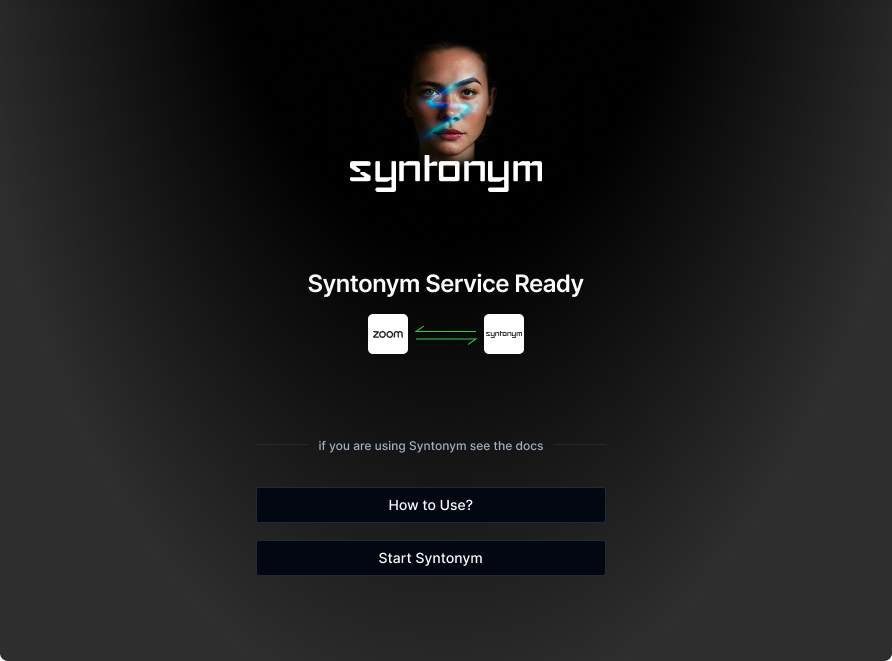 syntonym
Syntonym Service Ready
zoom
syntonym
if you are using Syntonym see the docs
How to Use?
Start Syntonym